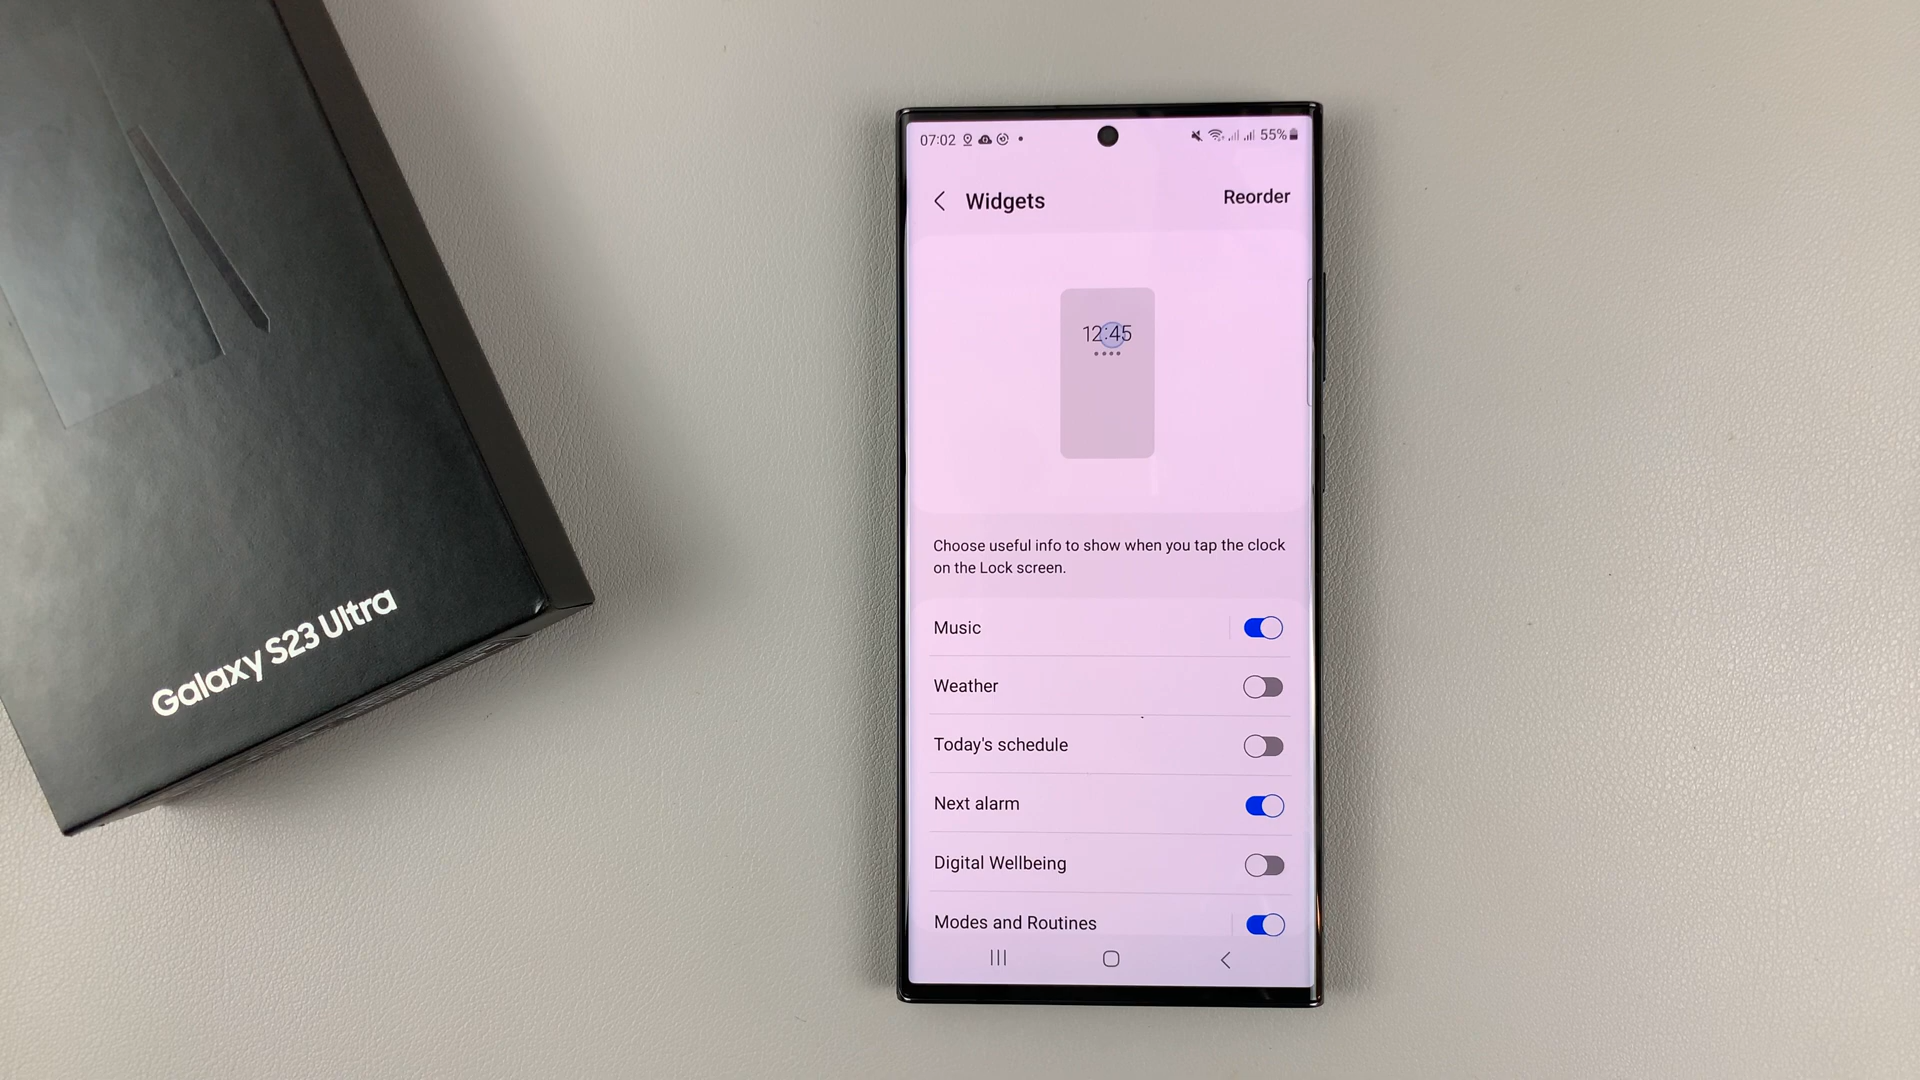 Galaxy S23 Ultra
07:02
55%
Widgets
Reorder
12:45
Choose useful info to show when you tap the clock
on the Lock screen.
Music
Weather
Today's schedule
Next alarm
Digital Wellbeing
Modes and Routines